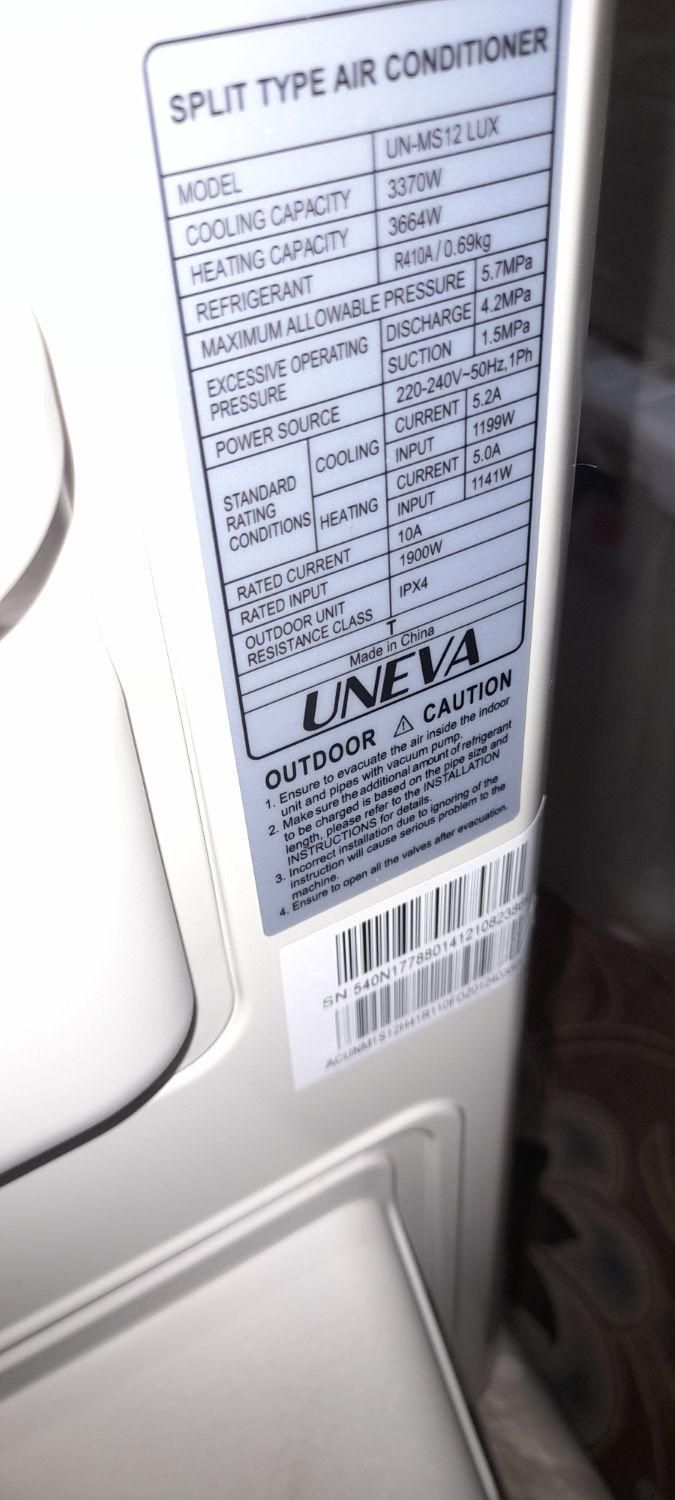 SPLIT TYPE AIR CONDITIONER
MODEL UN-MS12 LUX
COOLING CAPACITY 3370W
HEATING CAPACITY 3664W
REFRIGERANT R410A / 0.69kg
MAXIMUM ALLOWABLE PRESSURE 5.7MPa
EXCESSIVE OPERATING PRESSURE DISCHARGE 4.2MPa
SUCTION 1.5MPa
POWER SOURCE 220-240V~50Hz,1Ph
STANDARD RATING CONDITIONS COOLING CURRENT 5.2A
INPUT 1199W
HEATING CURRENT 5.0A
INPUT 1141W
RATED CURRENT 10A
RATED INPUT 1900W
OUTDOOR UNIT RESISTANCE CLASS IPX4
T
Made in China
UNEVA
OUTDOOR ⚠ CAUTION
1. Ensure to evacuate the air inside the indoor
unit and pipes with vacuum pump.
2. Make sure the additional amount of refrigerant
to be charged is based on the pipe size and
length, please refer to the INSTALLATION
INSTRUCTIONS for details.
3. Incorrect installation due to ignoring of the
instruction will cause serious problem to the
machine.
4. Ensure to open all the valves after evacuation.
SN